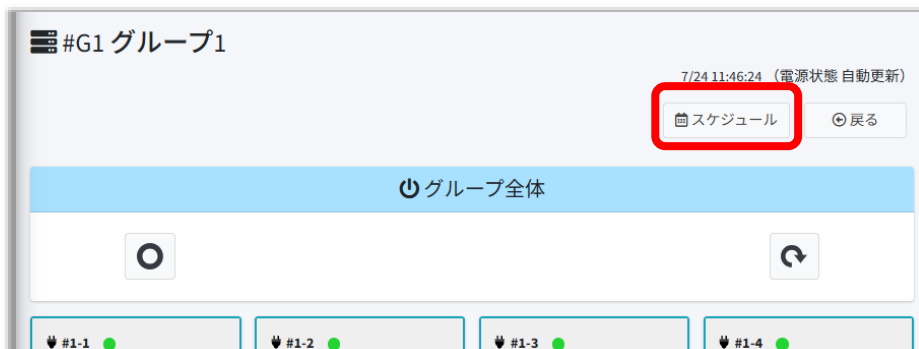 #G1 グループ1
7/24 11:46:24 （電源状態 自動更新）
スケジュール 戻る
グループ全体
#1-1 #1-2 #1-3 #1-4